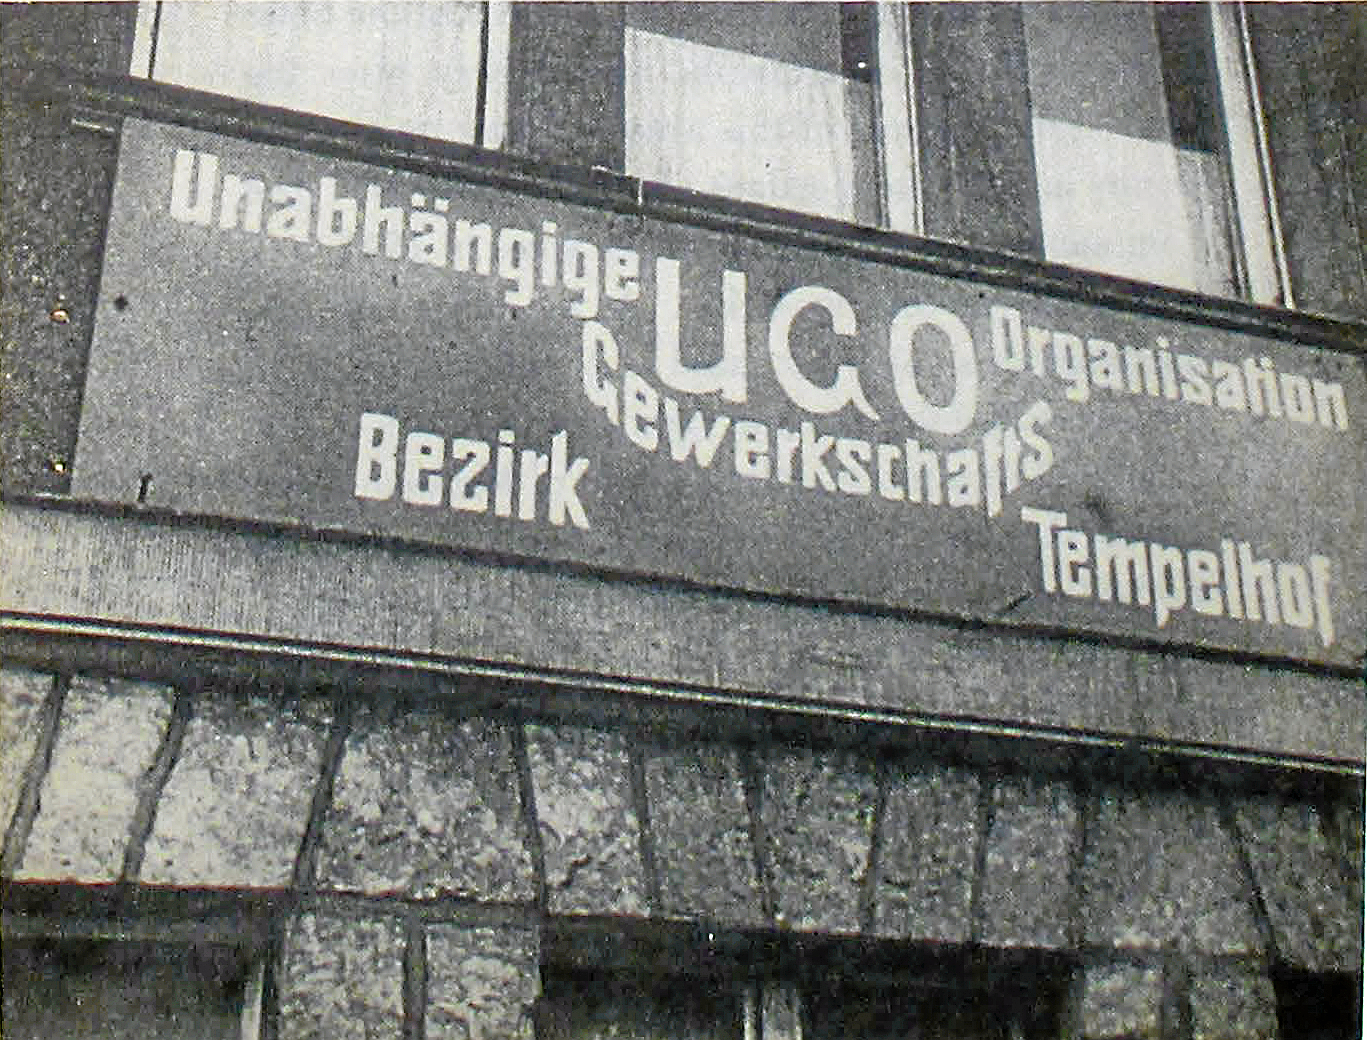 Unabhängige
UGO
Gewerkschafts
Organisation
Bezirk
Tempelhof